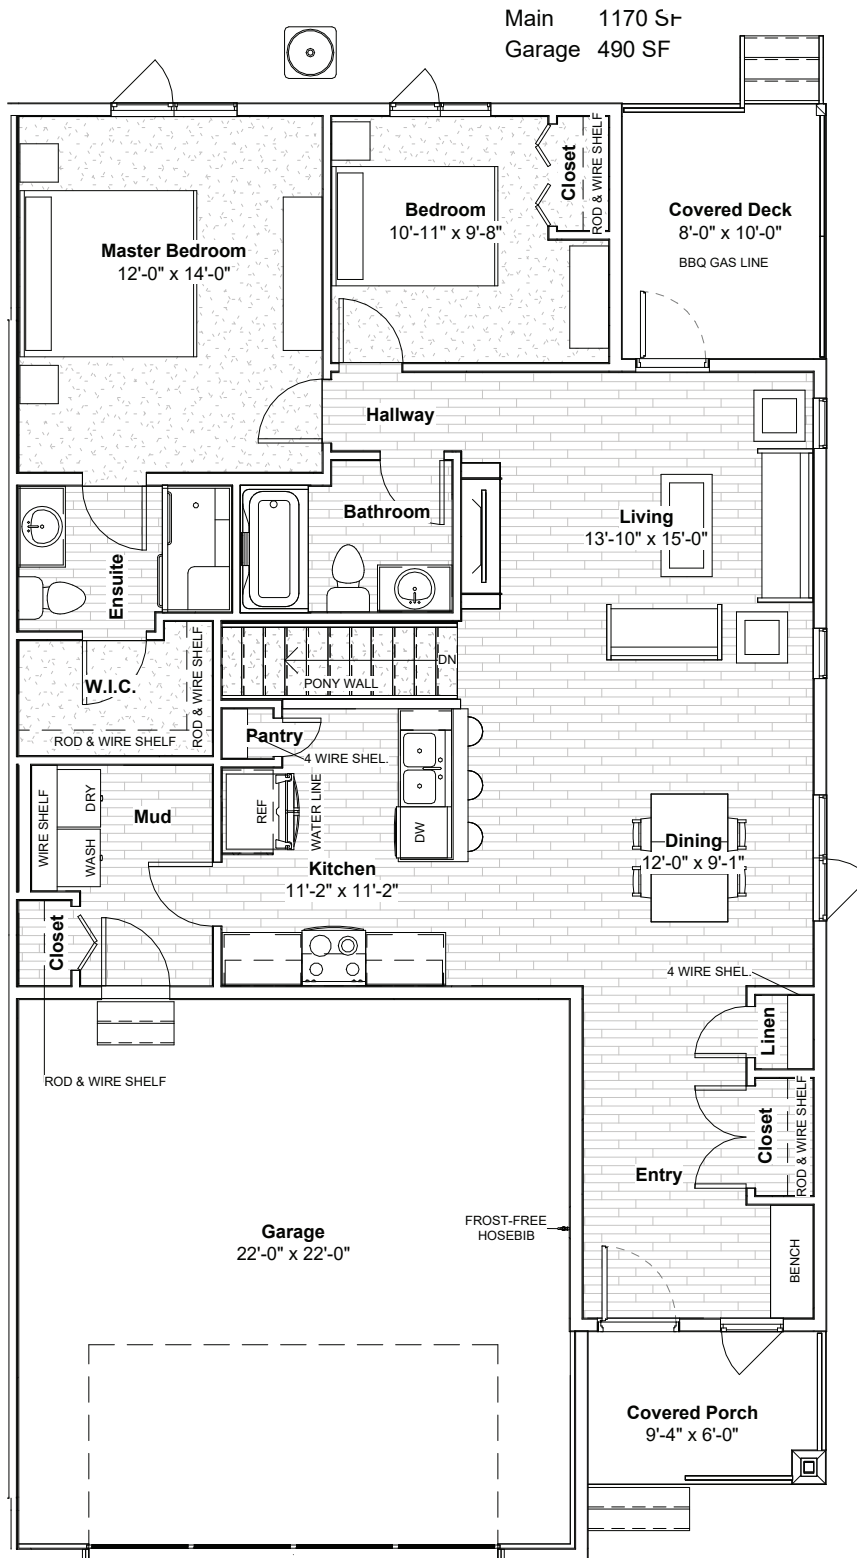 Main 1170 SF
Garage 490 SF
Master Bedroom
12'-0" x 14'-0"
Bedroom
10'-11" x 9'-8"
Closet
ROD & WIRE SHELF
Covered Deck
8'-0" x 10'-0"
BBQ GAS LINE
Hallway
Bathroom
Living
13'-10" x 15'-0"
Ensuite
W.I.C.
ROD & WIRE SHELF
ROD & WIRE SHELF
DN
PONY WALL
Pantry
4 WIRE SHEL.
REF
WATER LINE
DW
Kitchen
11'-2" x 11'-2"
Dining
12'-0" x 9'-1"
Mud
WIRE SHELF
DRY
WASH
Closet
ROD & WIRE SHELF
4 WIRE SHEL.
Linen
Closet
ROD & WIRE SHELF
Entry
BENCH
Garage
22'-0" x 22'-0"
FROST-FREE
HOSEBIB
Covered Porch
9'-4" x 6'-0"